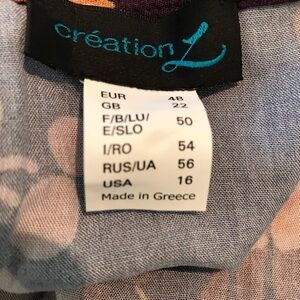 création L
EUR 48
GB 22
F/B/LU/
E/SLO 50
I/RO 54
RUS/UA 56
USA 16
Made in Greece